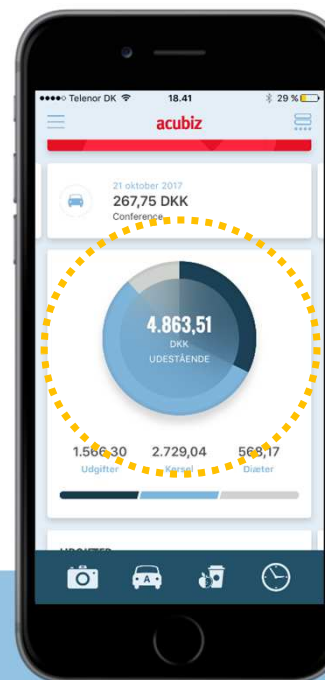 Telenor DK 18.41 29 %
acubiz
21 oktober 2017
267,75 DKK
Conference
4.863,51
DKK
UDESTÅENDE
1.566,30 2.729,04 568,17
Udgifter Kørsel Diæter
UDGIFTER
A